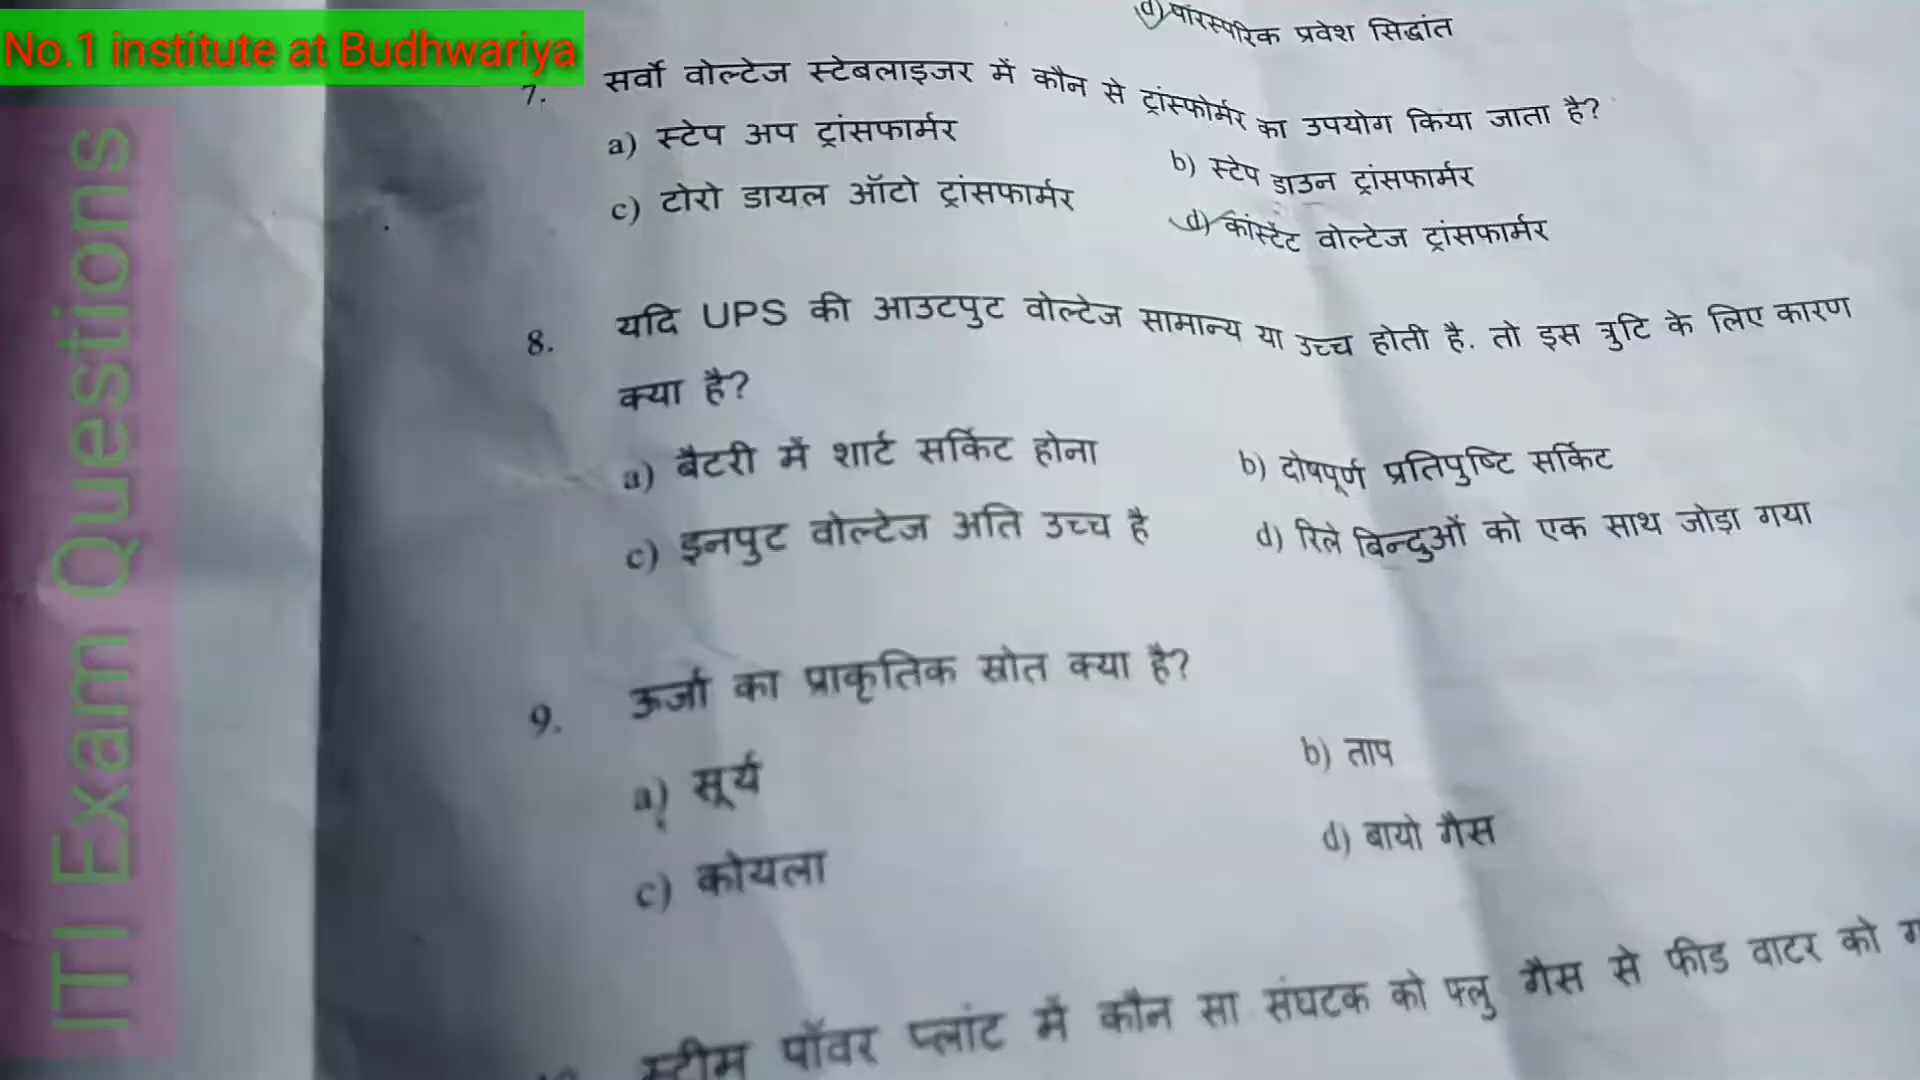 No.1 institute at Budhwariya
ITI Exam Questions
d) पारस्परिक प्रवेश सिद्धांत
7. सर्वो वोल्टेज स्टेबलाइजर में कौन से ट्रांस्फोर्मर का उपयोग किया जाता है?
a) स्टेप अप ट्रांसफार्मर
b) स्टेप डाउन ट्रांसफार्मर
c) टोरो डायल ऑटो ट्रांसफार्मर
d) कांस्टेंट वोल्टेज ट्रांसफार्मर
8. यदि UPS की आउटपुट वोल्टेज सामान्य या उच्च होती है. तो इस त्रुटि के लिए कारण
क्या है?
a) बैटरी में शार्ट सर्किट होना
b) दोषपूर्ण प्रतिपुष्टि सर्किट
c) इनपुट वोल्टेज अति उच्च है
d) रिले बिन्दुओं को एक साथ जोड़ा गया
9. ऊर्जा का प्राकृतिक स्रोत क्या है?
a) सूर्य
b) ताप
c) कोयला
d) बायो गैस
स्टीम पॉवर प्लांट में कौन सा संघटक को फ्लु गैस से फीड वाटर को